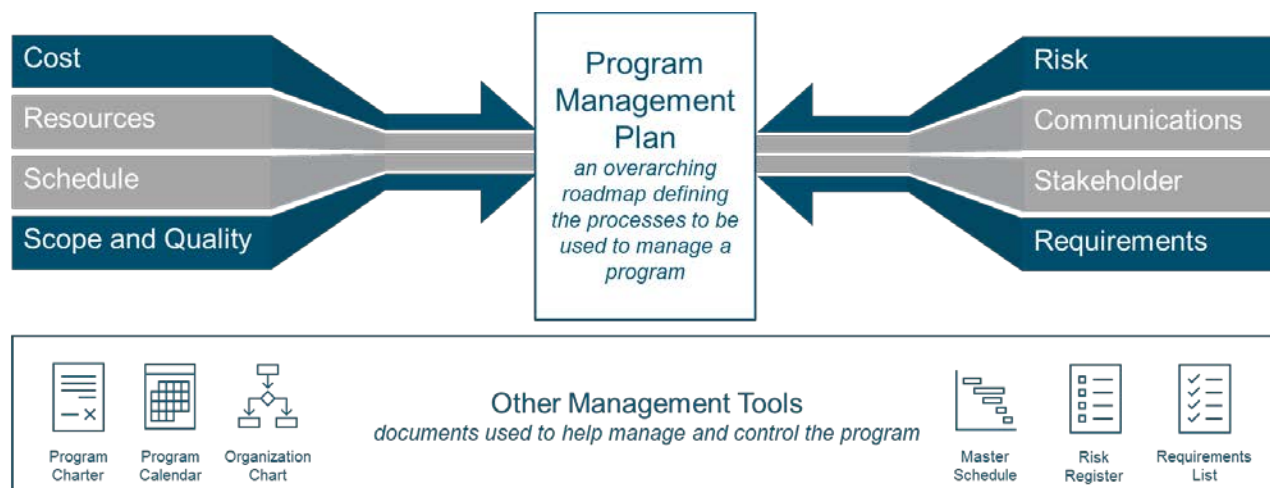 Cost
Resources
Schedule
Scope and Quality
Program
Management
Plan
an overarching
roadmap defining
the processes to be
used to manage a
program
Risk
Communications
Stakeholder
Requirements
Other Management Tools
documents used to help manage and control the program
Program
Charter
Program
Calendar
Organization
Chart
Master
Schedule
Risk
Register
Requirements
List